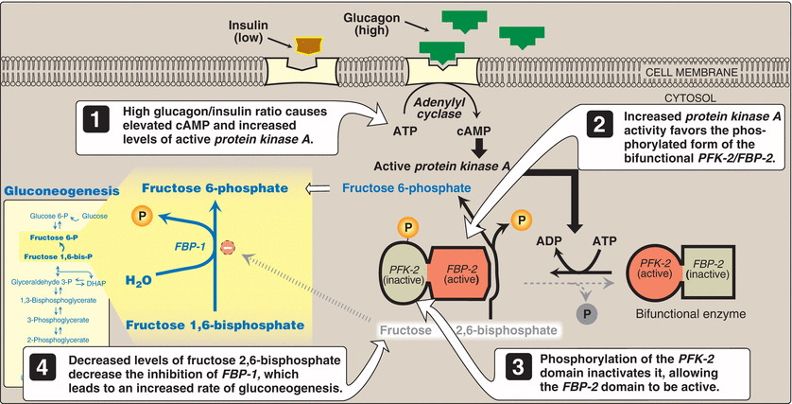 Insulin
(low)
Glucagon
(high)
CELL MEMBRANE
CYTOSOL
1
High glucagon/insulin ratio causes
elevated cAMP and increased
levels of active protein kinase A.
Adenylyl
cyclase
ATP
cAMP
2
Increased protein kinase A
activity favors the phos-
phorylated form of the
bifunctional PFK-2/FBP-2.
Active protein kinase A
Gluconeogenesis
Fructose 6-phosphate
Fructose 6-phosphate
Glucose 6-P
Glucose
Fructose 6-P
Fructose 1,6-bis-P
Glyceraldehyde 3-P
DHAP
1,3-Bisphosphoglycerate
3-Phosphoglycerate
2-Phosphoglycerate
P
FBP-1
H2O
Fructose 1,6-bisphosphate
P
P
PFK-2
(inactive)
FBP-2
(active)
ADP
ATP
P
PFK-2
(active)
FBP-2
(inactive)
Bifunctional enzyme
Fructose 2,6-bisphosphate
4
Decreased levels of fructose 2,6-bisphosphate
decrease the inhibition of FBP-1, which
leads to an increased rate of gluconeogenesis.
3
Phosphorylation of the PFK-2
domain inactivates it, allowing
the FBP-2 domain to be active.